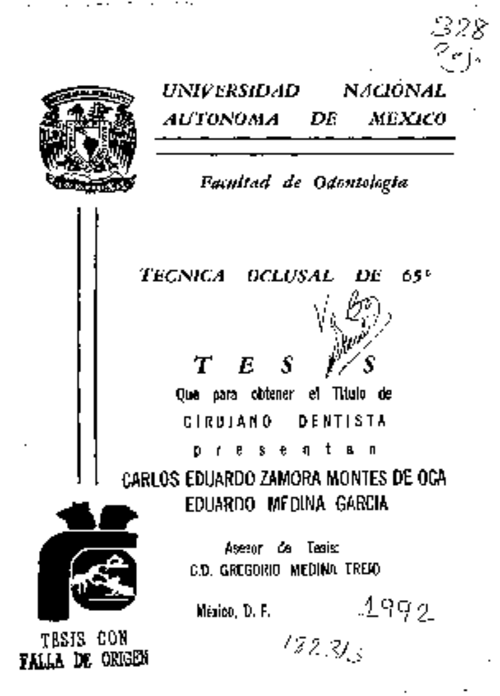 328
UNIVERSIDAD NACIONAL
AUTONOMA DE MEXICO
Facultad de Odontología
TECNICA OCLUSAL DE 65°
Vo Bo
T E S I S
Que para obtener el Título de
CIRUJANO DENTISTA
p r e s e n t a n
CARLOS EDUARDO ZAMORA MONTES DE OCA
EDUARDO MEDINA GARCIA
Asesor de Tesis:
C.D. GREGORIO MEDINA TREJO
México, D. F.
1992
TESIS CON
FALLA DE ORIGEN